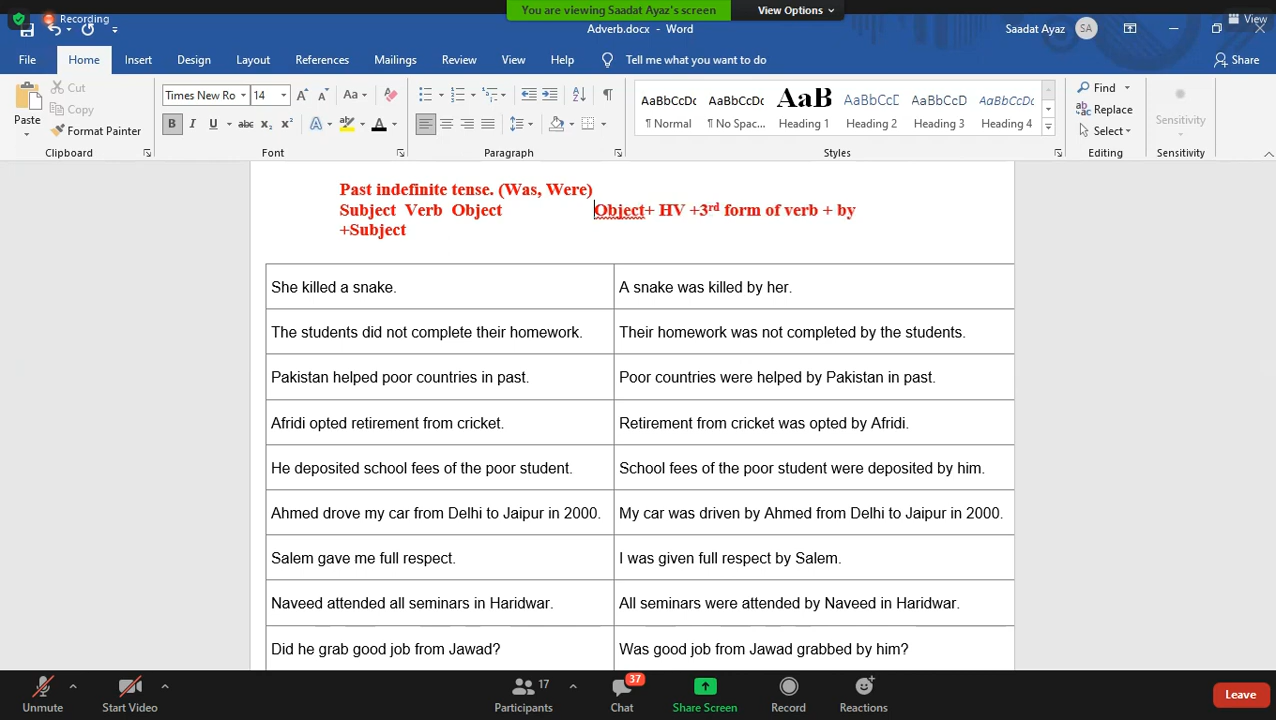 Recording
You are viewing Saadat Ayaz's screen
View Options
View
Adverb.docx - Word
Saadat Ayaz
SA
File Home Insert Design Layout References Mailings Review View Help Tell me what you want to do Share
Paste
Cut
Copy
Format Painter
Clipboard
Times New Ro 14
Font
Paragraph
AaBbCcDc AaBbCcDc AaB AaBbCcD AaBbCcDc AaBbCcDc
¶ Normal ¶ No Spac... Heading 1 Heading 2 Heading 3 Heading 4
Styles
Find
Replace
Select
Editing
Sensitivity
Sensitivity
Past indefinite tense. (Was, Were)
Subject Verb Object Object+ HV +3rd form of verb + by
+Subject
She killed a snake. A snake was killed by her.
The students did not complete their homework. Their homework was not completed by the students.
Pakistan helped poor countries in past. Poor countries were helped by Pakistan in past.
Afridi opted retirement from cricket. Retirement from cricket was opted by Afridi.
He deposited school fees of the poor student. School fees of the poor student were deposited by him.
Ahmed drove my car from Delhi to Jaipur in 2000. My car was driven by Ahmed from Delhi to Jaipur in 2000.
Salem gave me full respect. I was given full respect by Salem.
Naveed attended all seminars in Haridwar. All seminars were attended by Naveed in Haridwar.
Did he grab good job from Jawad? Was good job from Jawad grabbed by him?
17
37
Unmute Start Video Participants Chat Share Screen Record Reactions Leave